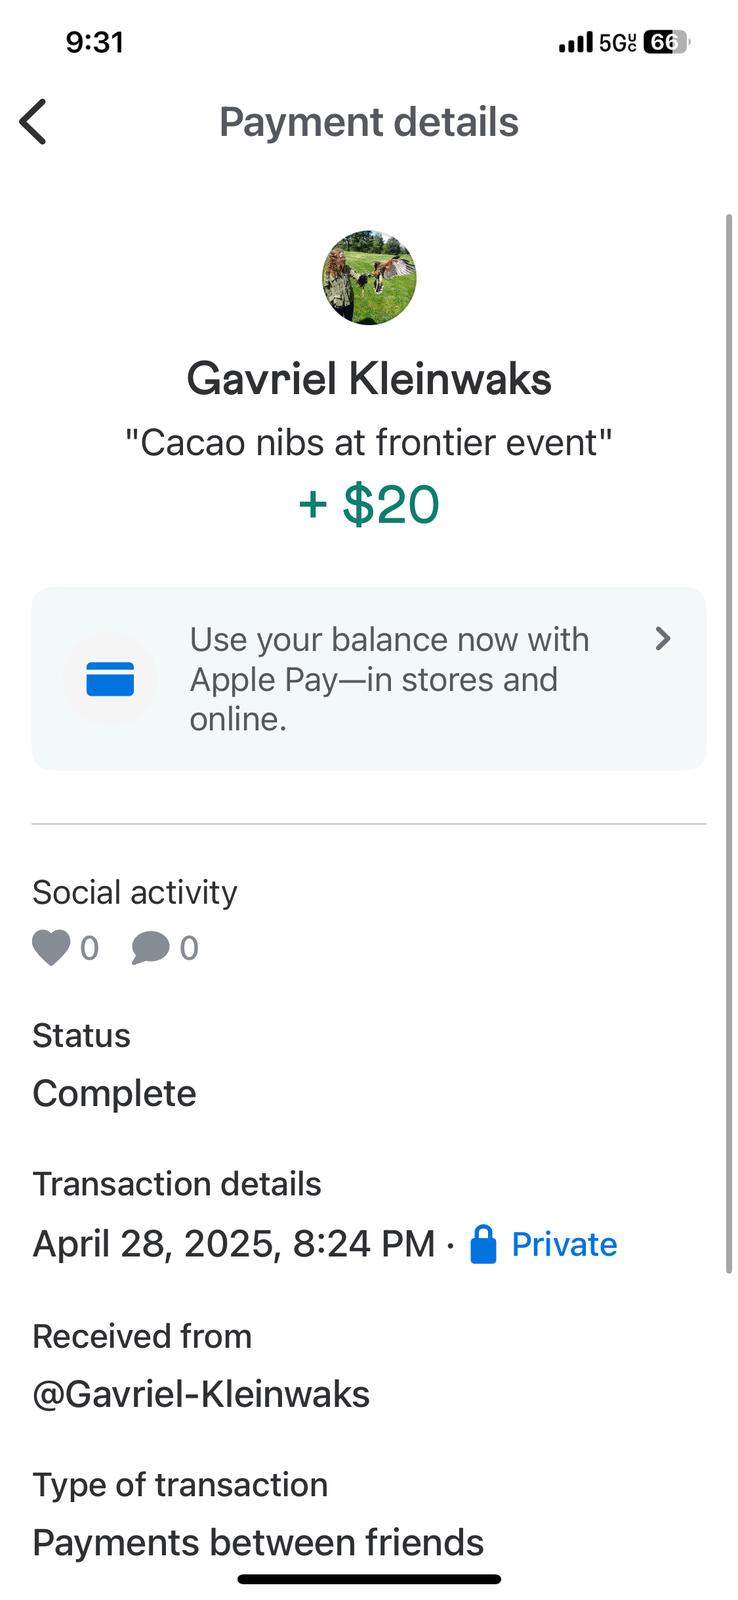 9:31
5G UC 66
Payment details
Gavriel Kleinwaks
"Cacao nibs at frontier event"
+ $20
Use your balance now with
Apple Pay—in stores and
online.
Social activity
0 0
Status
Complete
Transaction details
April 28, 2025, 8:24 PM · Private
Received from
@Gavriel-Kleinwaks
Type of transaction
Payments between friends